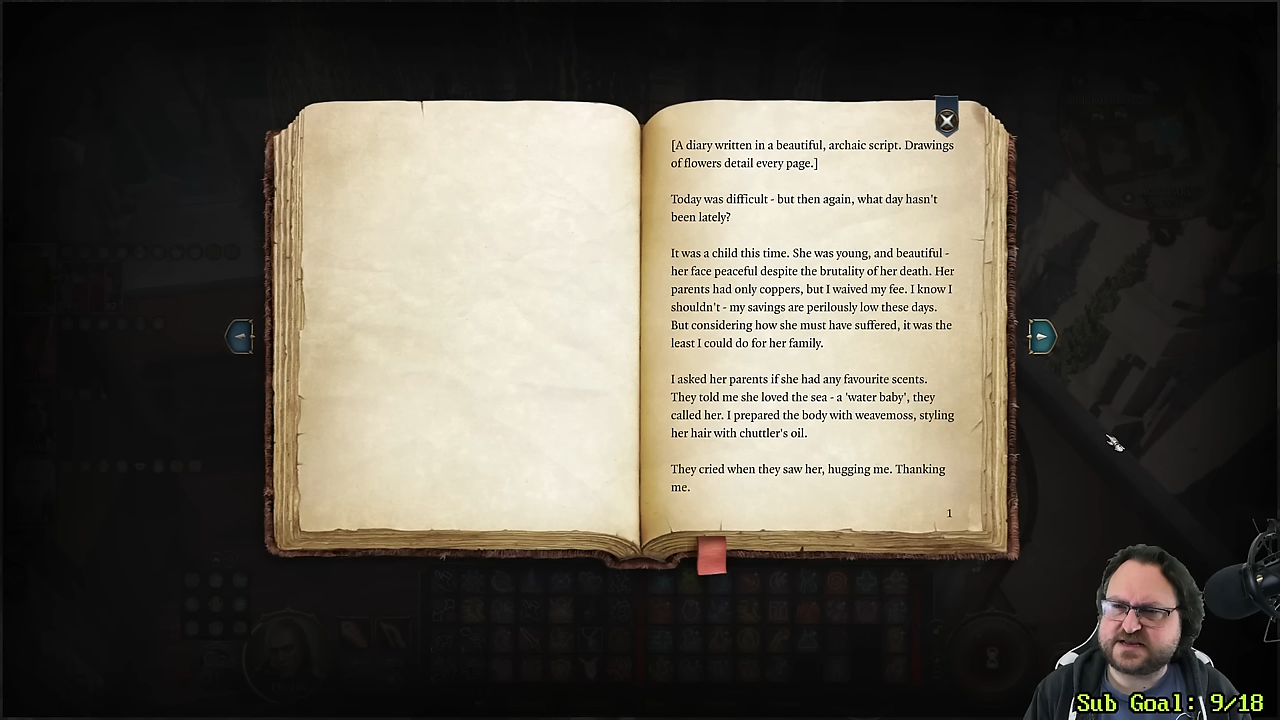 [A diary written in a beautiful, archaic script. Drawings
of flowers detail every page.]
Today was difficult - but then again, what day hasn't
been lately?
It was a child this time. She was young, and beautiful -
her face peaceful despite the brutality of her death. Her
parents had only coppers, but I waived my fee. I know I
shouldn't - my savings are perilously low these days.
But considering how she must have suffered, it was the
least I could do for her family.
I asked her parents if she had any favourite scents.
They told me she loved the sea - a 'water baby', they
called her. I prepared the body with weavemoss, styling
her hair with chuttler's oil.
They cried when they saw her, hugging me. Thanking
me.
1
Sub Goal: 9/18